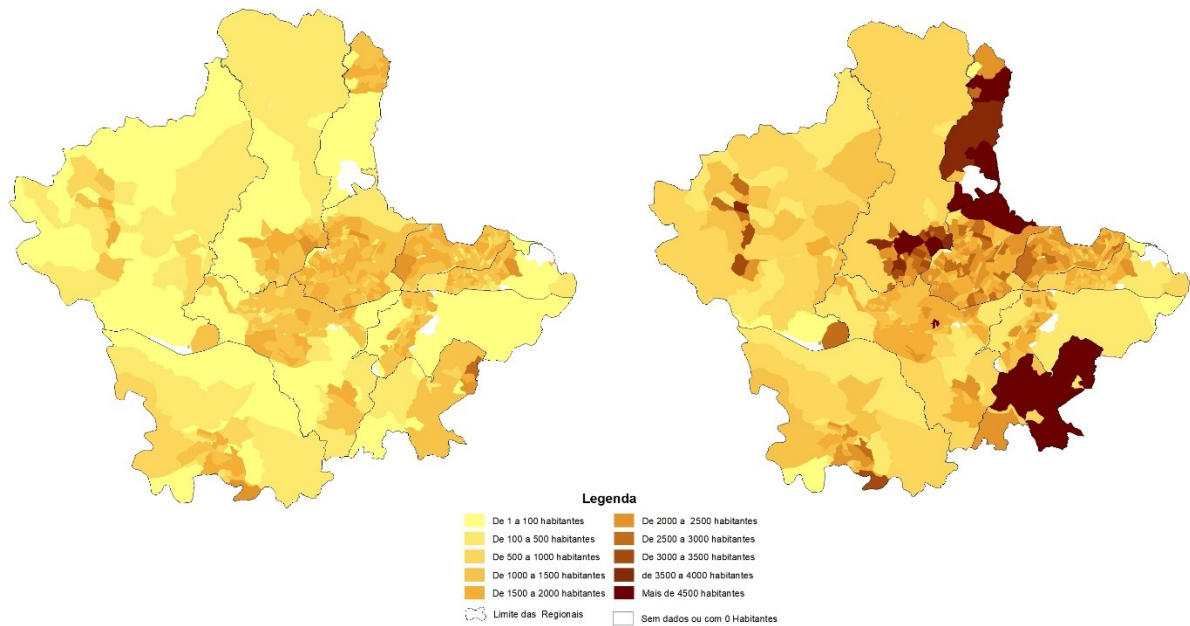 Legenda
De 1 a 100 habitantes
De 100 a 500 habitantes
De 500 a 1000 habitantes
De 1000 a 1500 habitantes
De 1500 a 2000 habitantes
Limite das Regionais
De 2000 a 2500 habitantes
De 2500 a 3000 habitantes
De 3000 a 3500 habitantes
de 3500 a 4000 habitantes
Mais de 4500 habitantes
Sem dados ou com 0 Habitantes